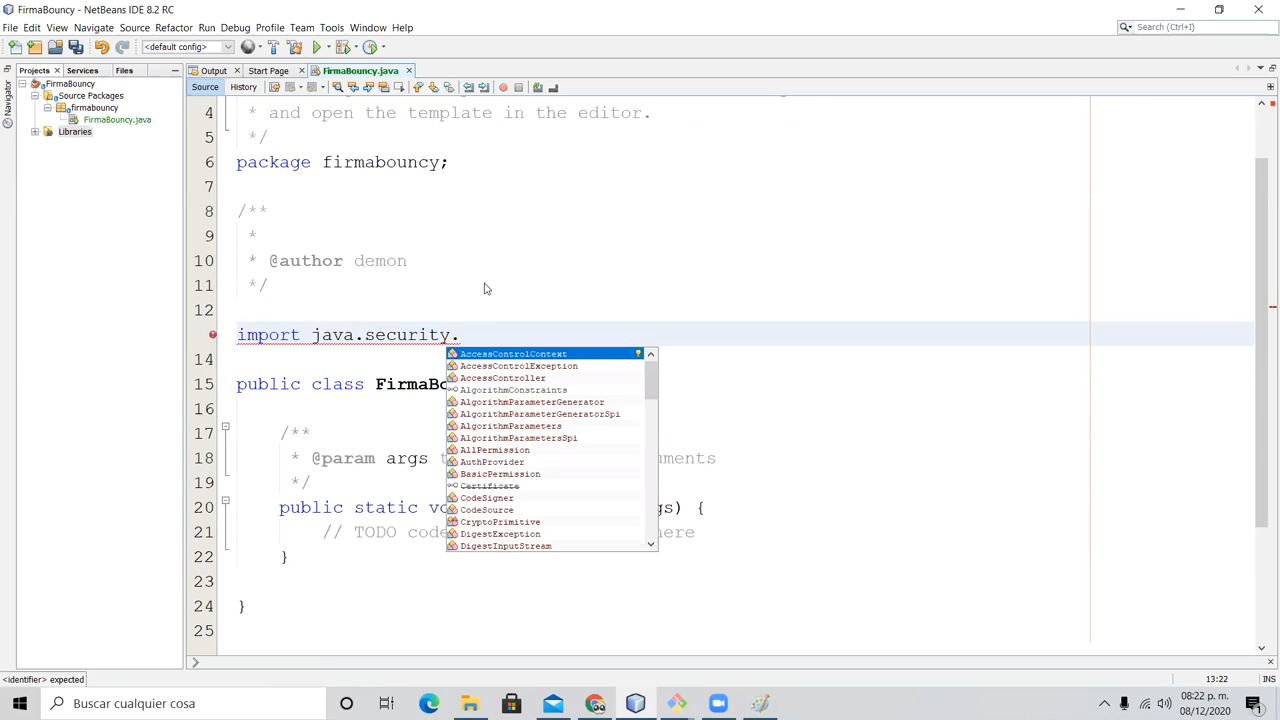 FirmaBouncy - NetBeans IDE 8.2 RC
File Edit View Navigate Source Refactor Run Debug Profile Team Tools Window Help
Search (Ctrl+I)
<default config>
Projects Services Files
Output Start Page FirmaBouncy.java
Navigator
FirmaBouncy
Source Packages
firmabouncy
FirmaBouncy.java
Libraries
Source History
4 * and open the template in the editor.
5 */
6 package firmabouncy;
7
8 /**
9 *
10 * @author demon
11 */
12
import java.security.
14
15 public class FirmaBo
16
17 /**
18 * @param args t uments
19 */
20 public static vo gs) {
21 // TODO code here
22 }
23
24 }
25
AccessControlContext
AccessControlException
AccessController
AlgorithmConstraints
AlgorithmParameterGenerator
AlgorithmParameterGeneratorSpi
AlgorithmParameters
AlgorithmParametersSpi
AllPermission
AuthProvider
BasicPermission
Certificate
CodeSigner
CodeSource
CryptoPrimitive
DigestException
DigestInputStream
<identifier> expected
13:22 INS
Buscar cualquier cosa
08:22 p. m.
08/12/2020
1